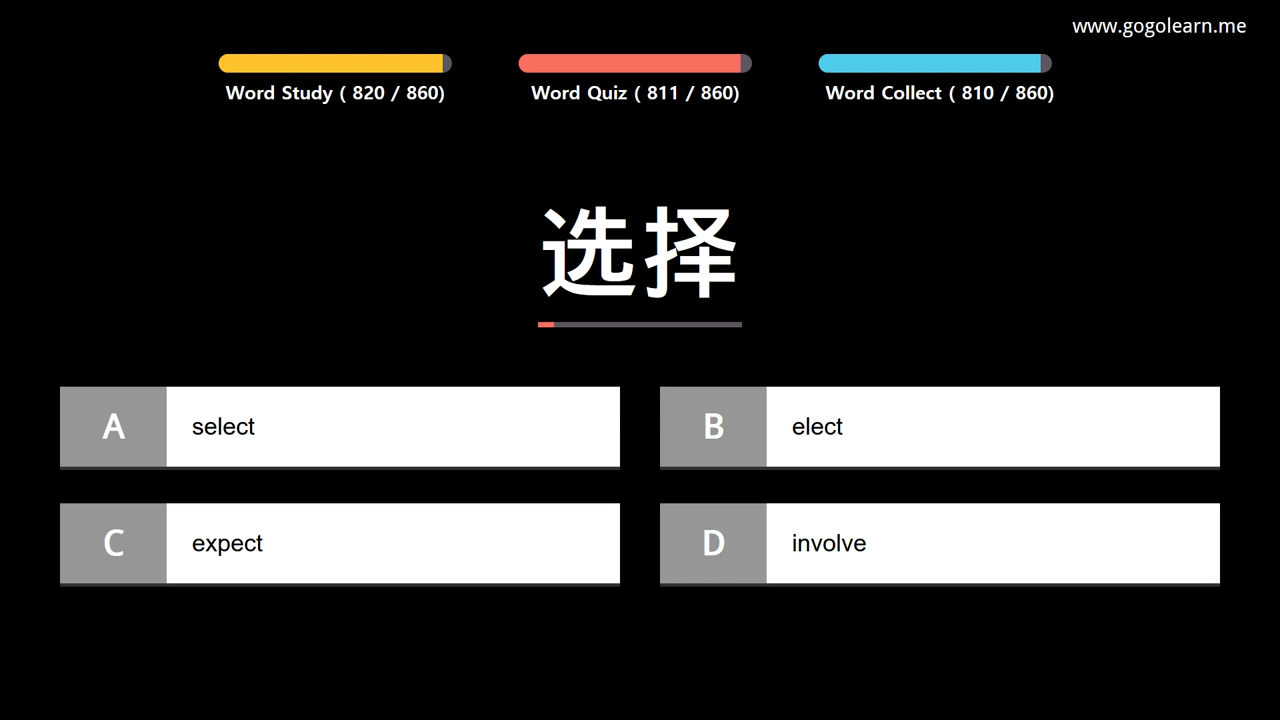 www.gogolearn.me
Word Study ( 820 / 860)
Word Quiz ( 811 / 860)
Word Collect ( 810 / 860)
选择
A select
B elect
C expect
D involve